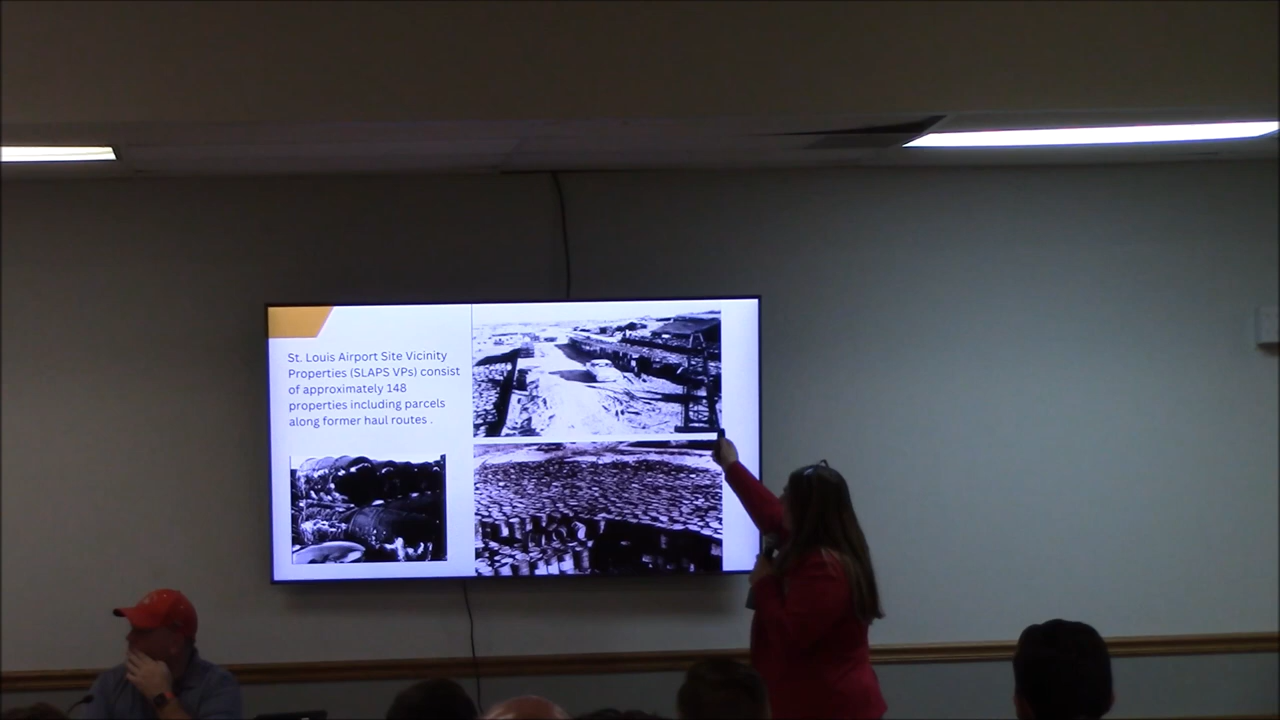 St. Louis Airport Site Vicinity
Properties (SLAPS VPs) consist
of approximately 148
properties including parcels
along former haul routes .